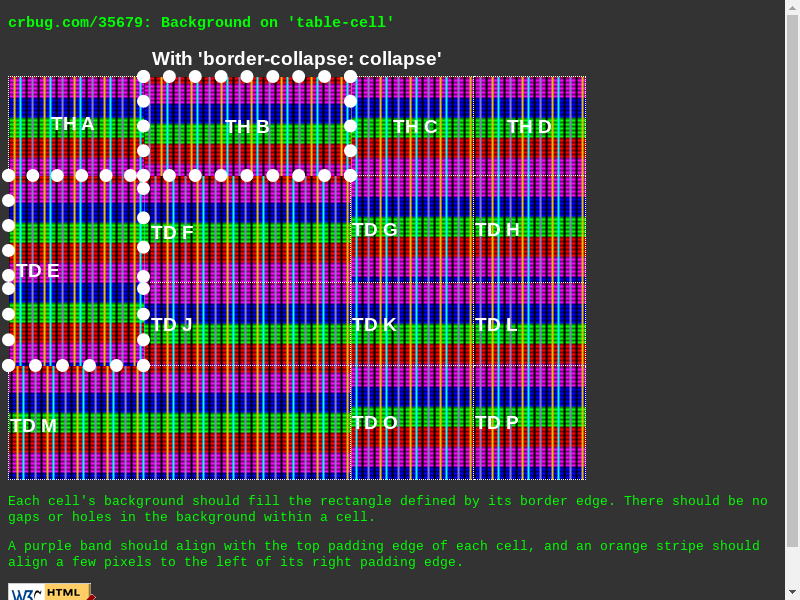 crbug.com/35679: Background on 'table-cell'
With 'border-collapse: collapse'
TH A
TH B
TH C
TH D
TD E
TD F
TD G
TD H
TD J
TD K
TD L
TD M
TD O
TD P
Each cell's background should fill the rectangle defined by its border edge. There should be no
gaps or holes in the background within a cell.
A purple band should align with the top padding edge of each cell, and an orange stripe should
align a few pixels to the left of its right padding edge.
W3C HTML